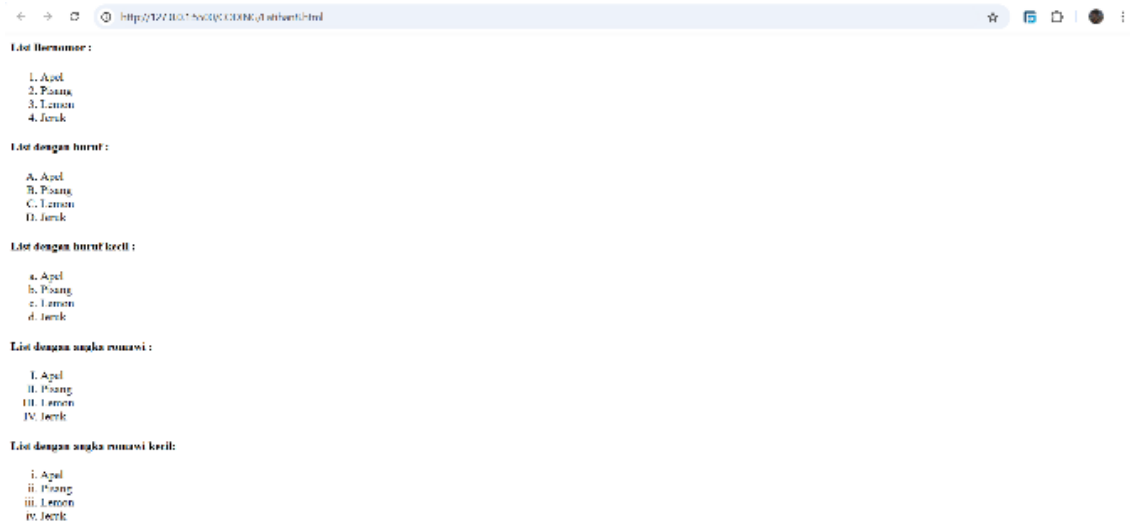 List Bernomor :
1. Apel
2. Pisang
3. Lemon
4. Jeruk
List dengan huruf :
A. Apel
B. Pisang
C. Lemon
D. Jeruk
List dengan huruf kecil :
a. Apel
b. Pisang
c. Lemon
d. Jeruk
List dengan angka romawi :
I. Apel
II. Pisang
III. Lemon
IV. Jeruk
List dengan angka romawi kecil:
i. Apel
ii. Pisang
iii. Lemon
iv. Jeruk